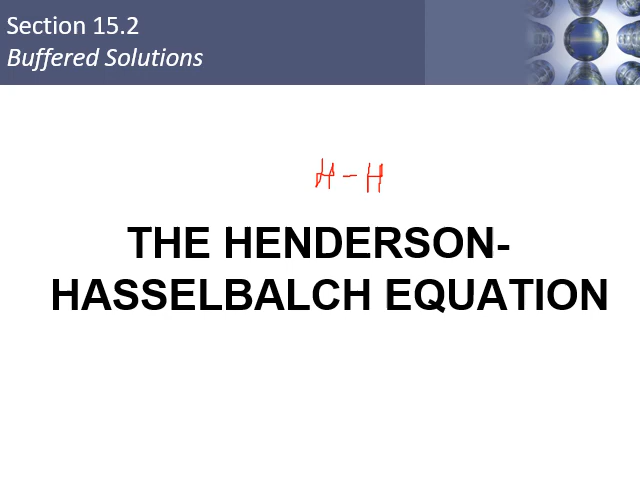 Section 15.2
Buffered Solutions
H - H
THE HENDERSON-
HASSELBALCH EQUATION